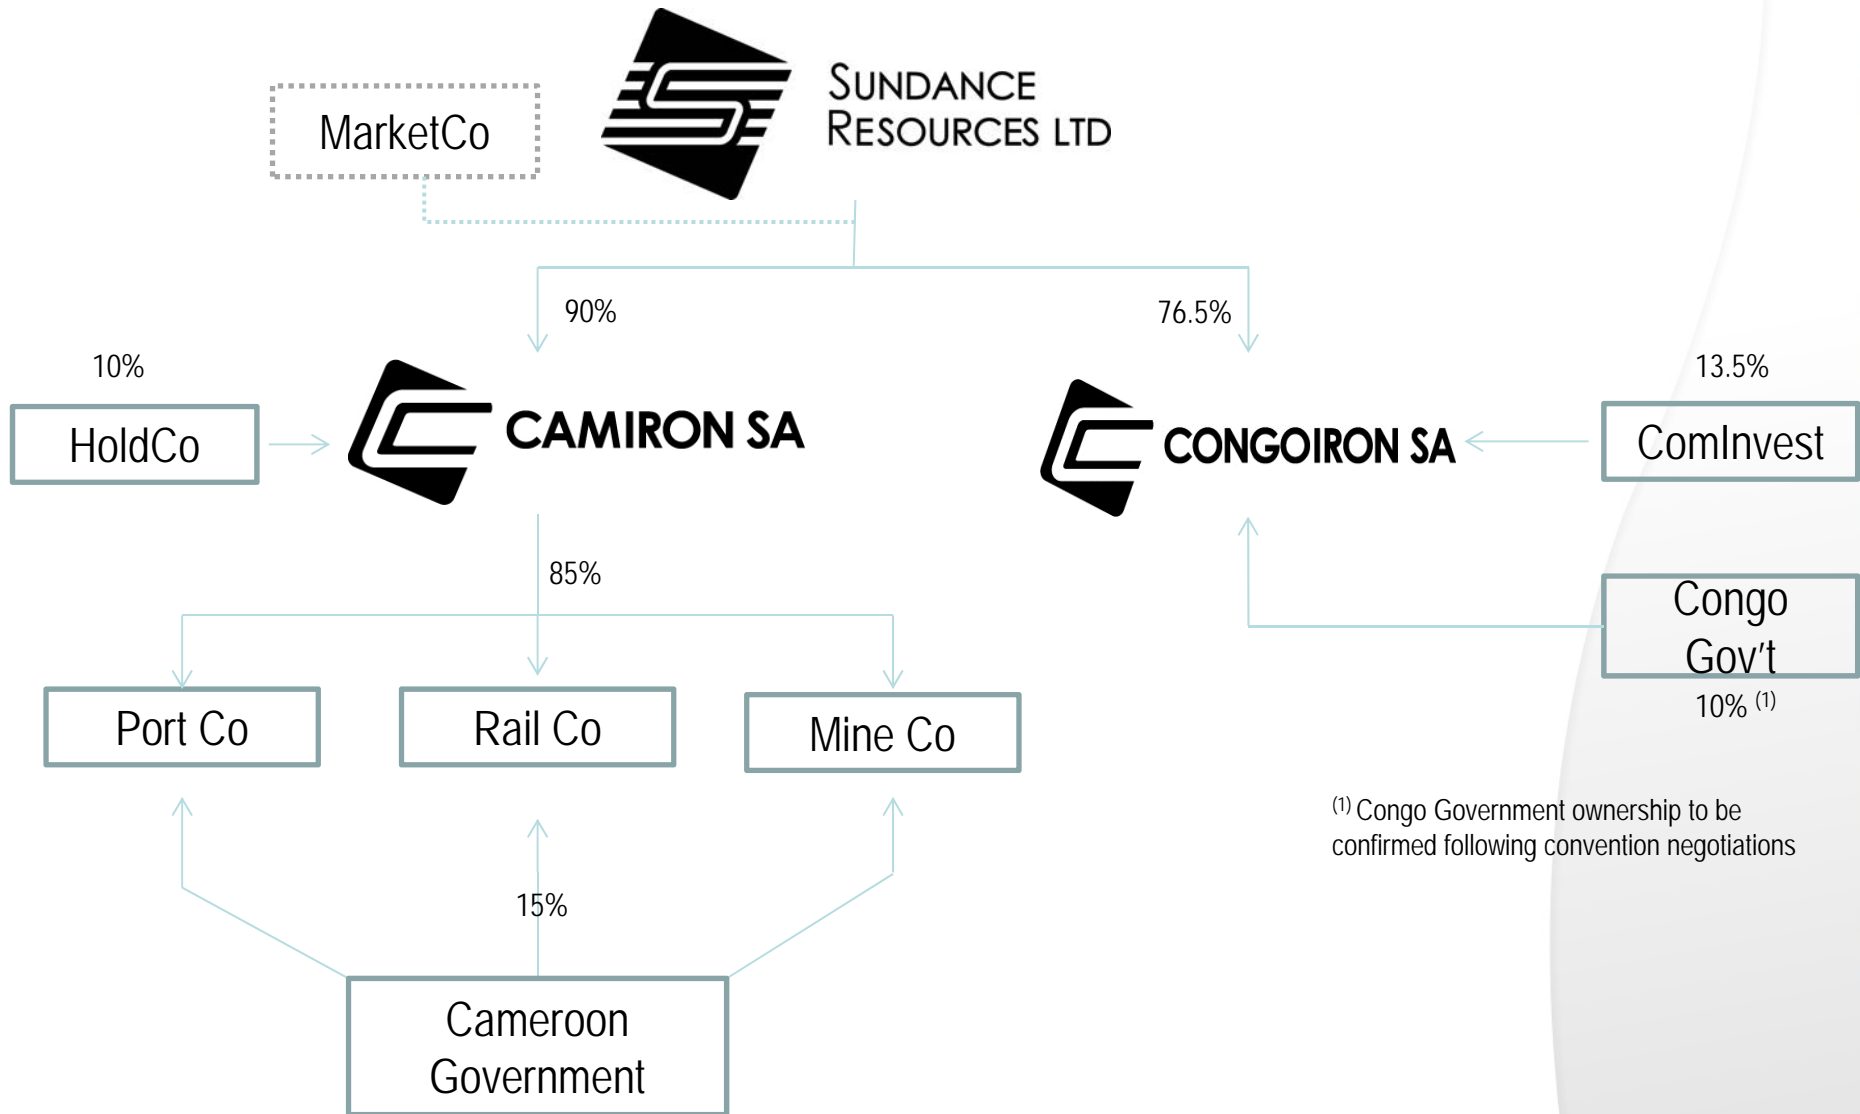 MarketCo
SUNDANCE
RESOURCES LTD
90%
76.5%
10%
HoldCo
CAMIRON SA
CONGOIRON SA
13.5%
ComInvest
85%
Congo
Gov't
10% (1)
Port Co
Rail Co
Mine Co
(1) Congo Government ownership to be
confirmed following convention negotiations
15%
Cameroon
Government